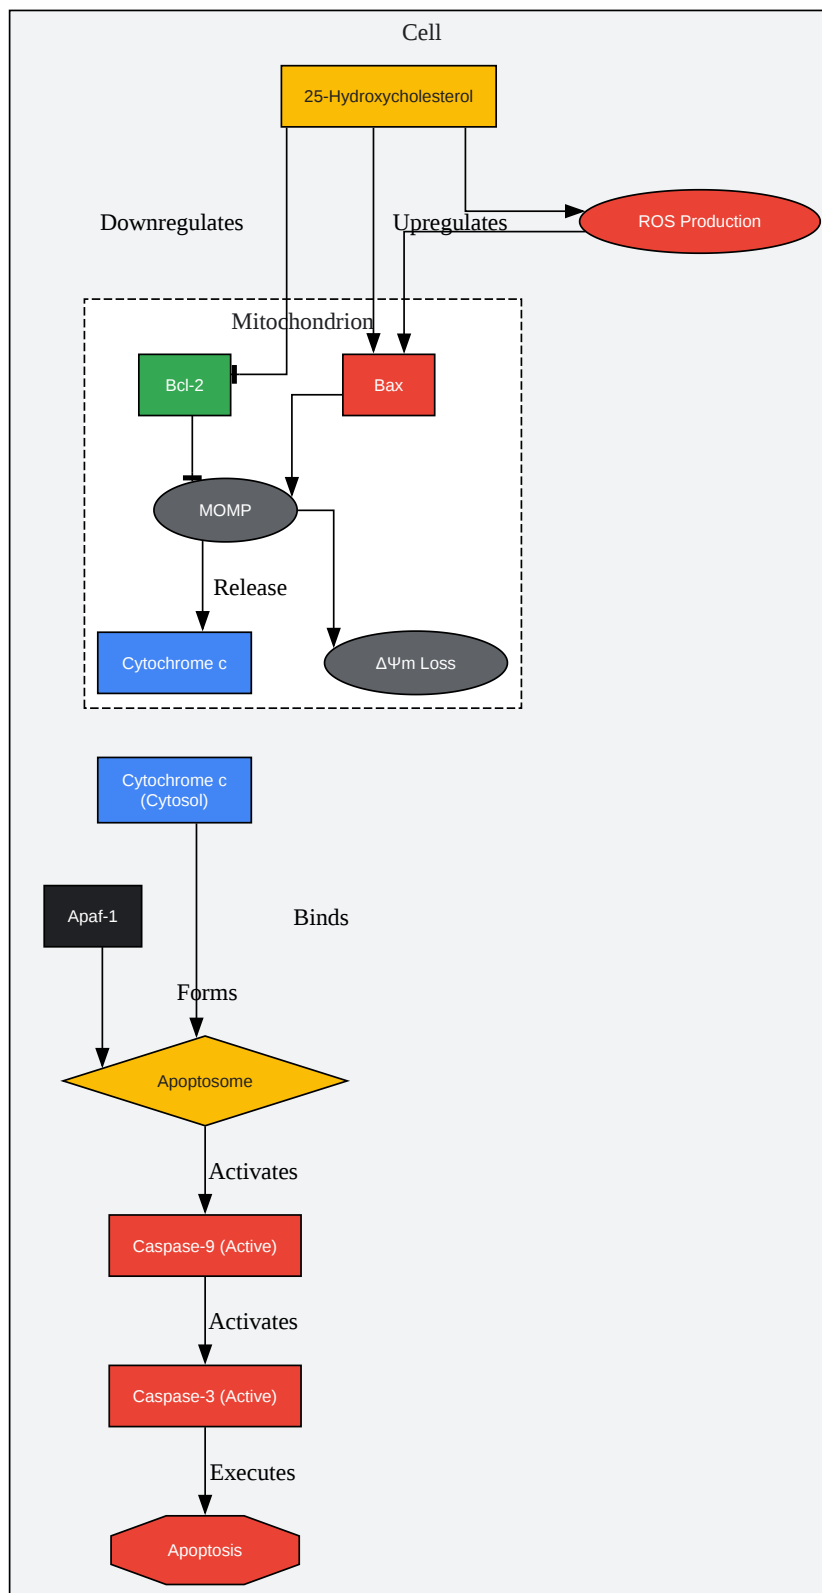 Cell
25-Hydroxycholesterol
Downregulates
Upregulates
ROS Production
Mitochondrion
Bcl-2
Bax
MOMP
Release
Cytochrome c
ΔΨm Loss
Cytochrome c
(Cytosol)
Apaf-1
Binds
Forms
Apoptosome
Activates
Caspase-9 (Active)
Activates
Caspase-3 (Active)
Executes
Apoptosis